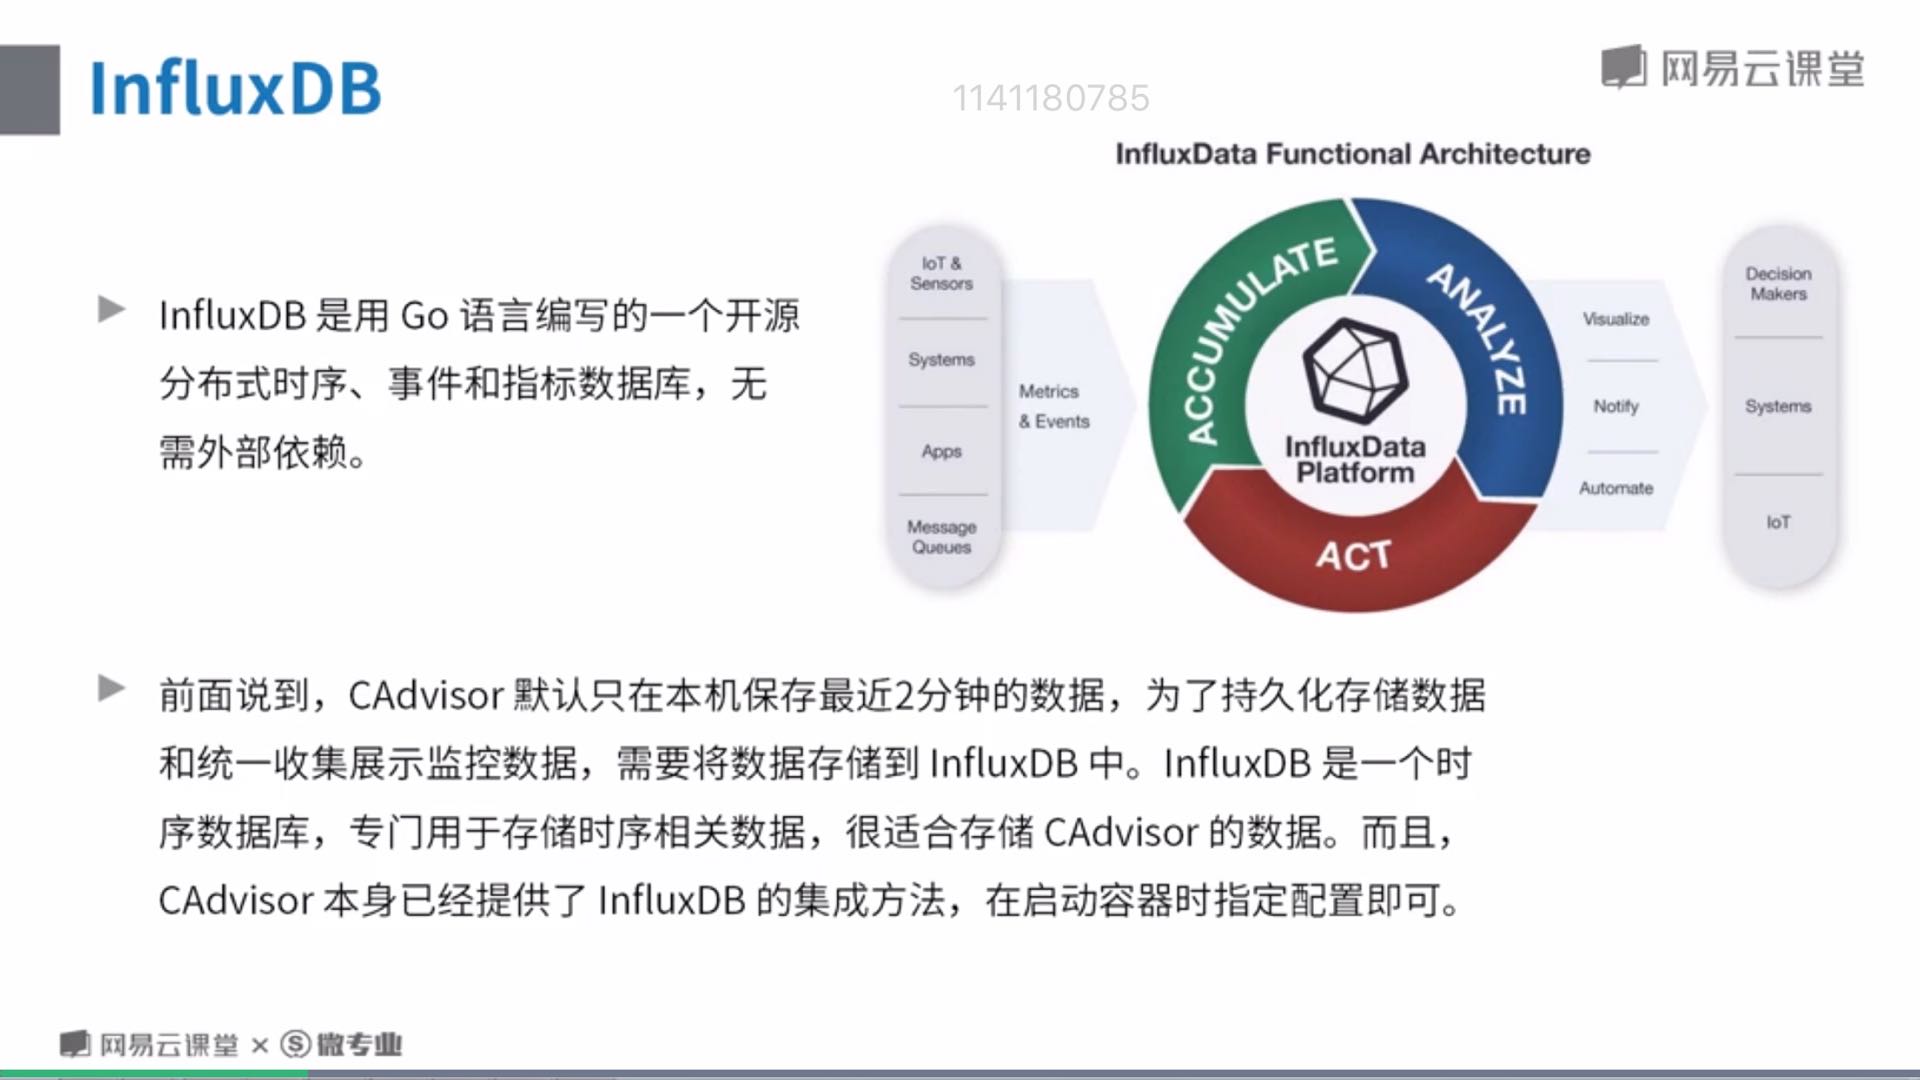 InfluxDB
1141180785
网易云课堂
InfluxData Functional Architecture
IoT &
Sensors
Systems
Apps
Message
Queues
Metrics
& Events
ACCUMULATE
ANALYZE
ACT
InfluxData
Platform
Visualize
Notify
Automate
Decision
Makers
Systems
IoT
InfluxDB 是用 Go 语言编写的一个开源
分布式时序、事件和指标数据库，无
需外部依赖。
前面说到，CAdvisor 默认只在本机保存最近2分钟的数据，为了持久化存储数据
和统一收集展示监控数据，需要将数据存储到 InfluxDB 中。InfluxDB 是一个时
序数据库，专门用于存储时序相关数据，很适合存储 CAdvisor 的数据。而且，
CAdvisor 本身已经提供了 InfluxDB 的集成方法，在启动容器时指定配置即可。
网易云课堂 × 微专业